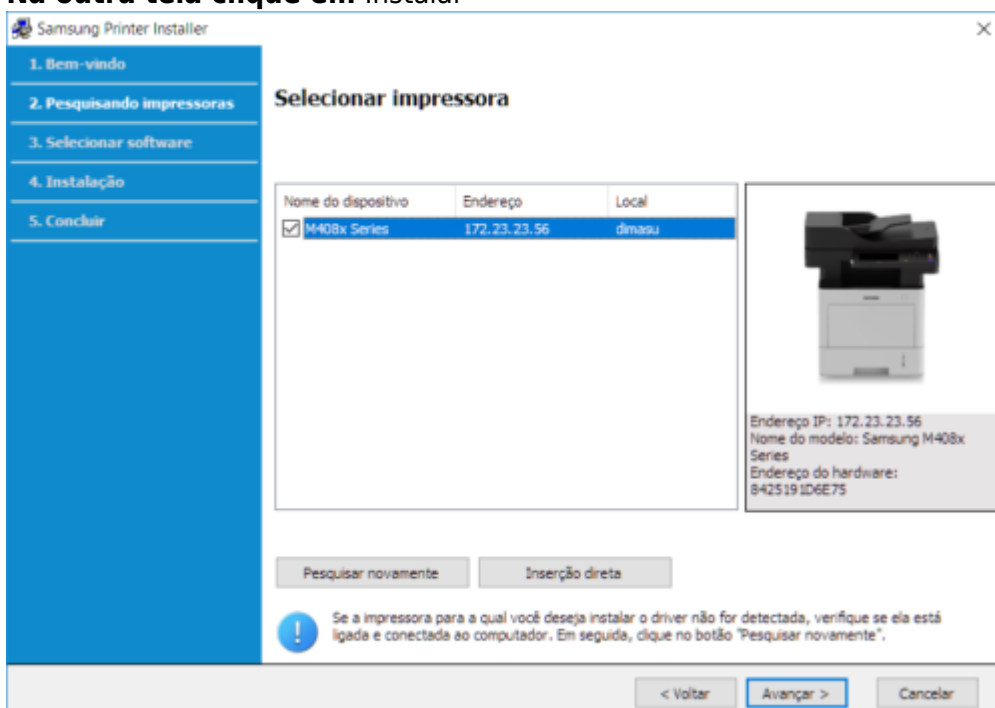 Na outra tela clique em instalar
Samsung Printer Installer
1. Bem-vindo
2. Pesquisando impressoras
3. Selecionar software
4. Instalação
5. Concluir
Selecionar impressora
Nome do dispositivo Endereço Local
M408x Series 172.23.23.56 dimasu
Endereço IP: 172.23.23.56
Nome do modelo: Samsung M408x
Series
Endereço do hardware:
8425191D6E75
Pesquisar novamente Inserção direta
Se a impressora para a qual você deseja instalar o driver não for detectada, verifique se ela está
ligada e conectada ao computador. Em seguida, clique no botão "Pesquisar novamente".
< Voltar Avançar > Cancelar